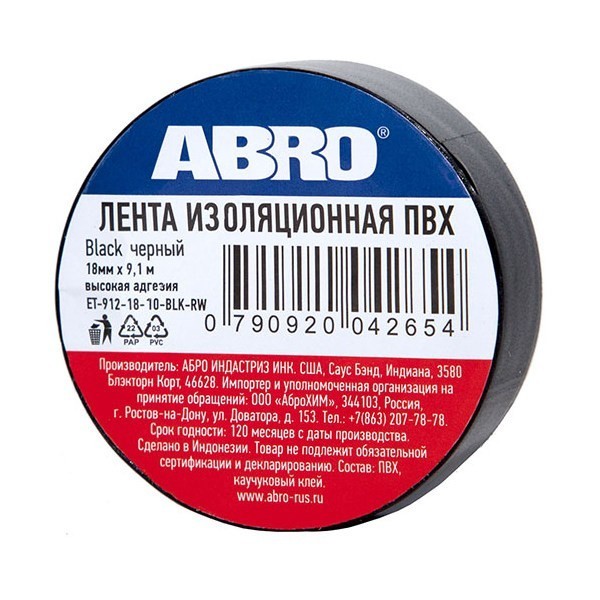 ABRO®
ЛЕНТА ИЗОЛЯЦИОННАЯ ПВХ
Black черный
18мм х 9,1 м
высокая адгезия
ET-912-18-10-BLK-RW
0 790920 042654
22
PAP
03
PVC
Производитель: АБРО ИНДАСТРИЗ ИНК. США, Саус Бэнд, Индиана, 3580
Блэкторн Корт, 46628. Импортер и уполномоченная организация на
принятие обращений: ООО «АброХИМ», 344103, Россия,
г. Ростов-на-Дону, ул. Доватора, д. 153. Тел.: +7(863) 207-78-78.
Срок годности: 120 месяцев с даты производства.
Сделано в Индонезии. Товар не подлежит обязательной
сертификации и декларированию. Состав: ПВХ,
каучуковый клей.
www.abro-rus.ru